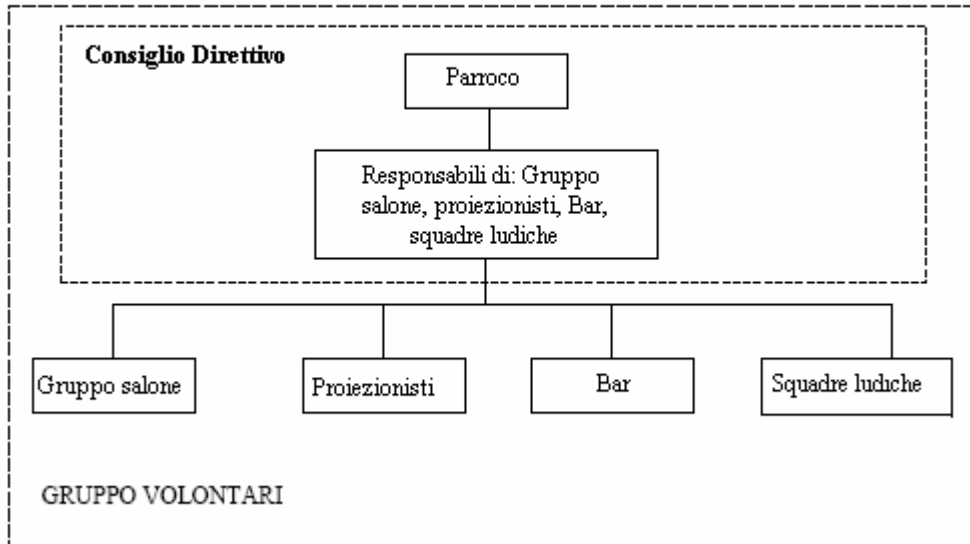 Consiglio Direttivo
Parroco
Responsabili di: Gruppo
salone, proiezionisti, Bar,
squadre ludiche
Gruppo salone
Proiezionisti
Bar
Squadre ludiche
GRUPPO VOLONTARI